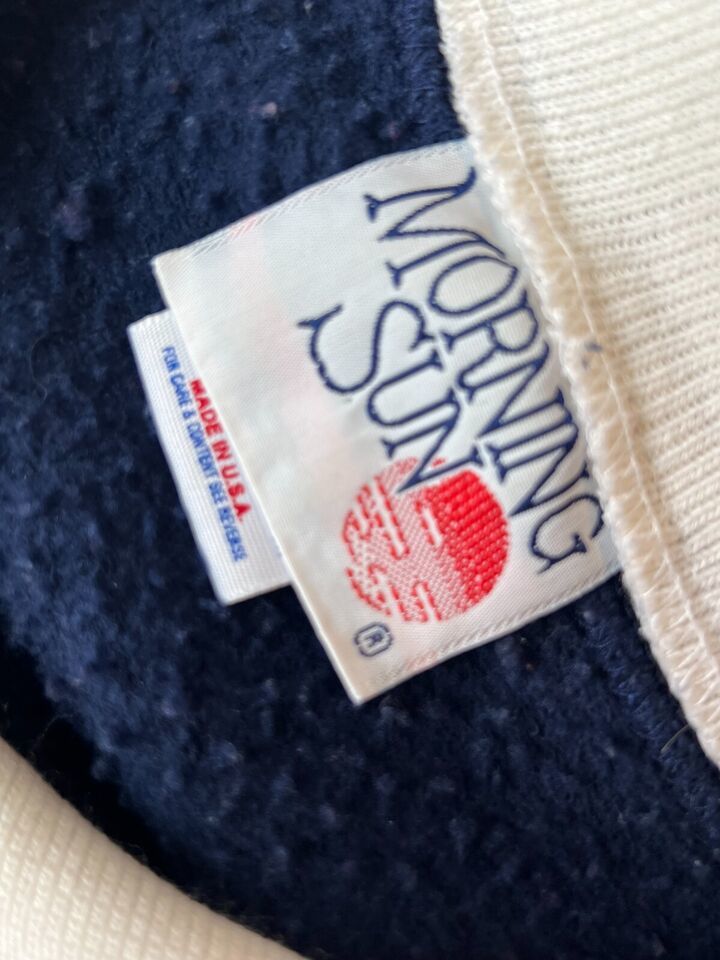 MORNING
SUN
®
MADE IN U.S.A.
FOR CARE & CONTENT SEE REVERSE